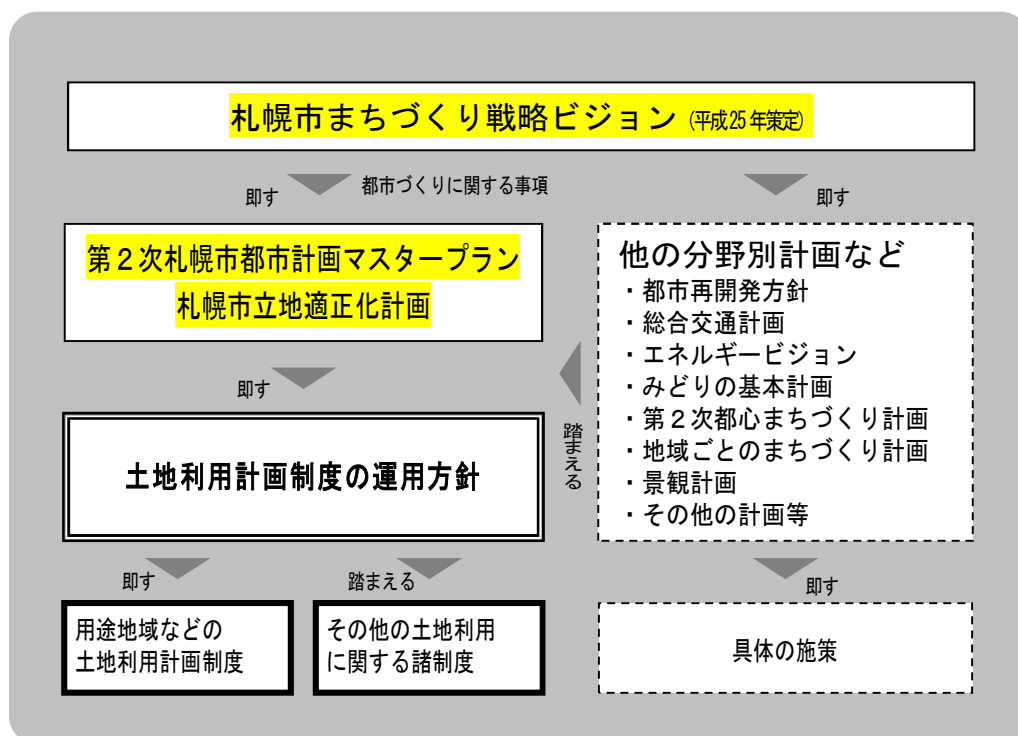 札幌市まちづくり戦略ビジョン (平成25年策定)
即す
都市づくりに関する事項
即す
第２次札幌市都市計画マスタープラン
札幌市立地適正化計画
即す
土地利用計画制度の運用方針
他の分野別計画など
・都市再開発方針
・総合交通計画
・エネルギービジョン
・みどりの基本計画
・第２次都心まちづくり計画
・地域ごとのまちづくり計画
・景観計画
・その他の計画等
踏まえる
即す
踏まえる
即す
用途地域などの
土地利用計画制度
その他の土地利用
に関する諸制度
具体の施策